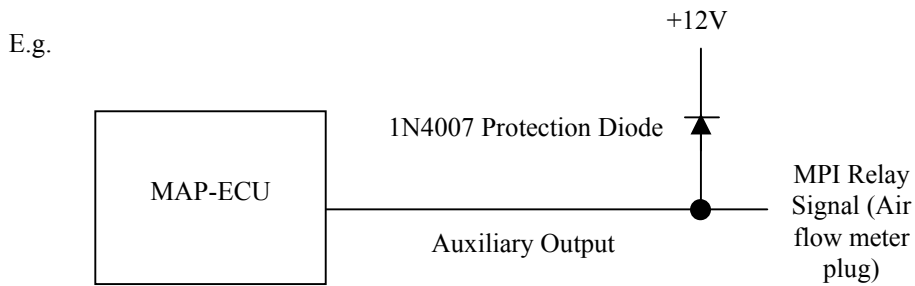 +12V
E.g.
1N4007 Protection Diode
MAP-ECU
MPI Relay
Signal (Air
flow meter
plug)
Auxiliary Output